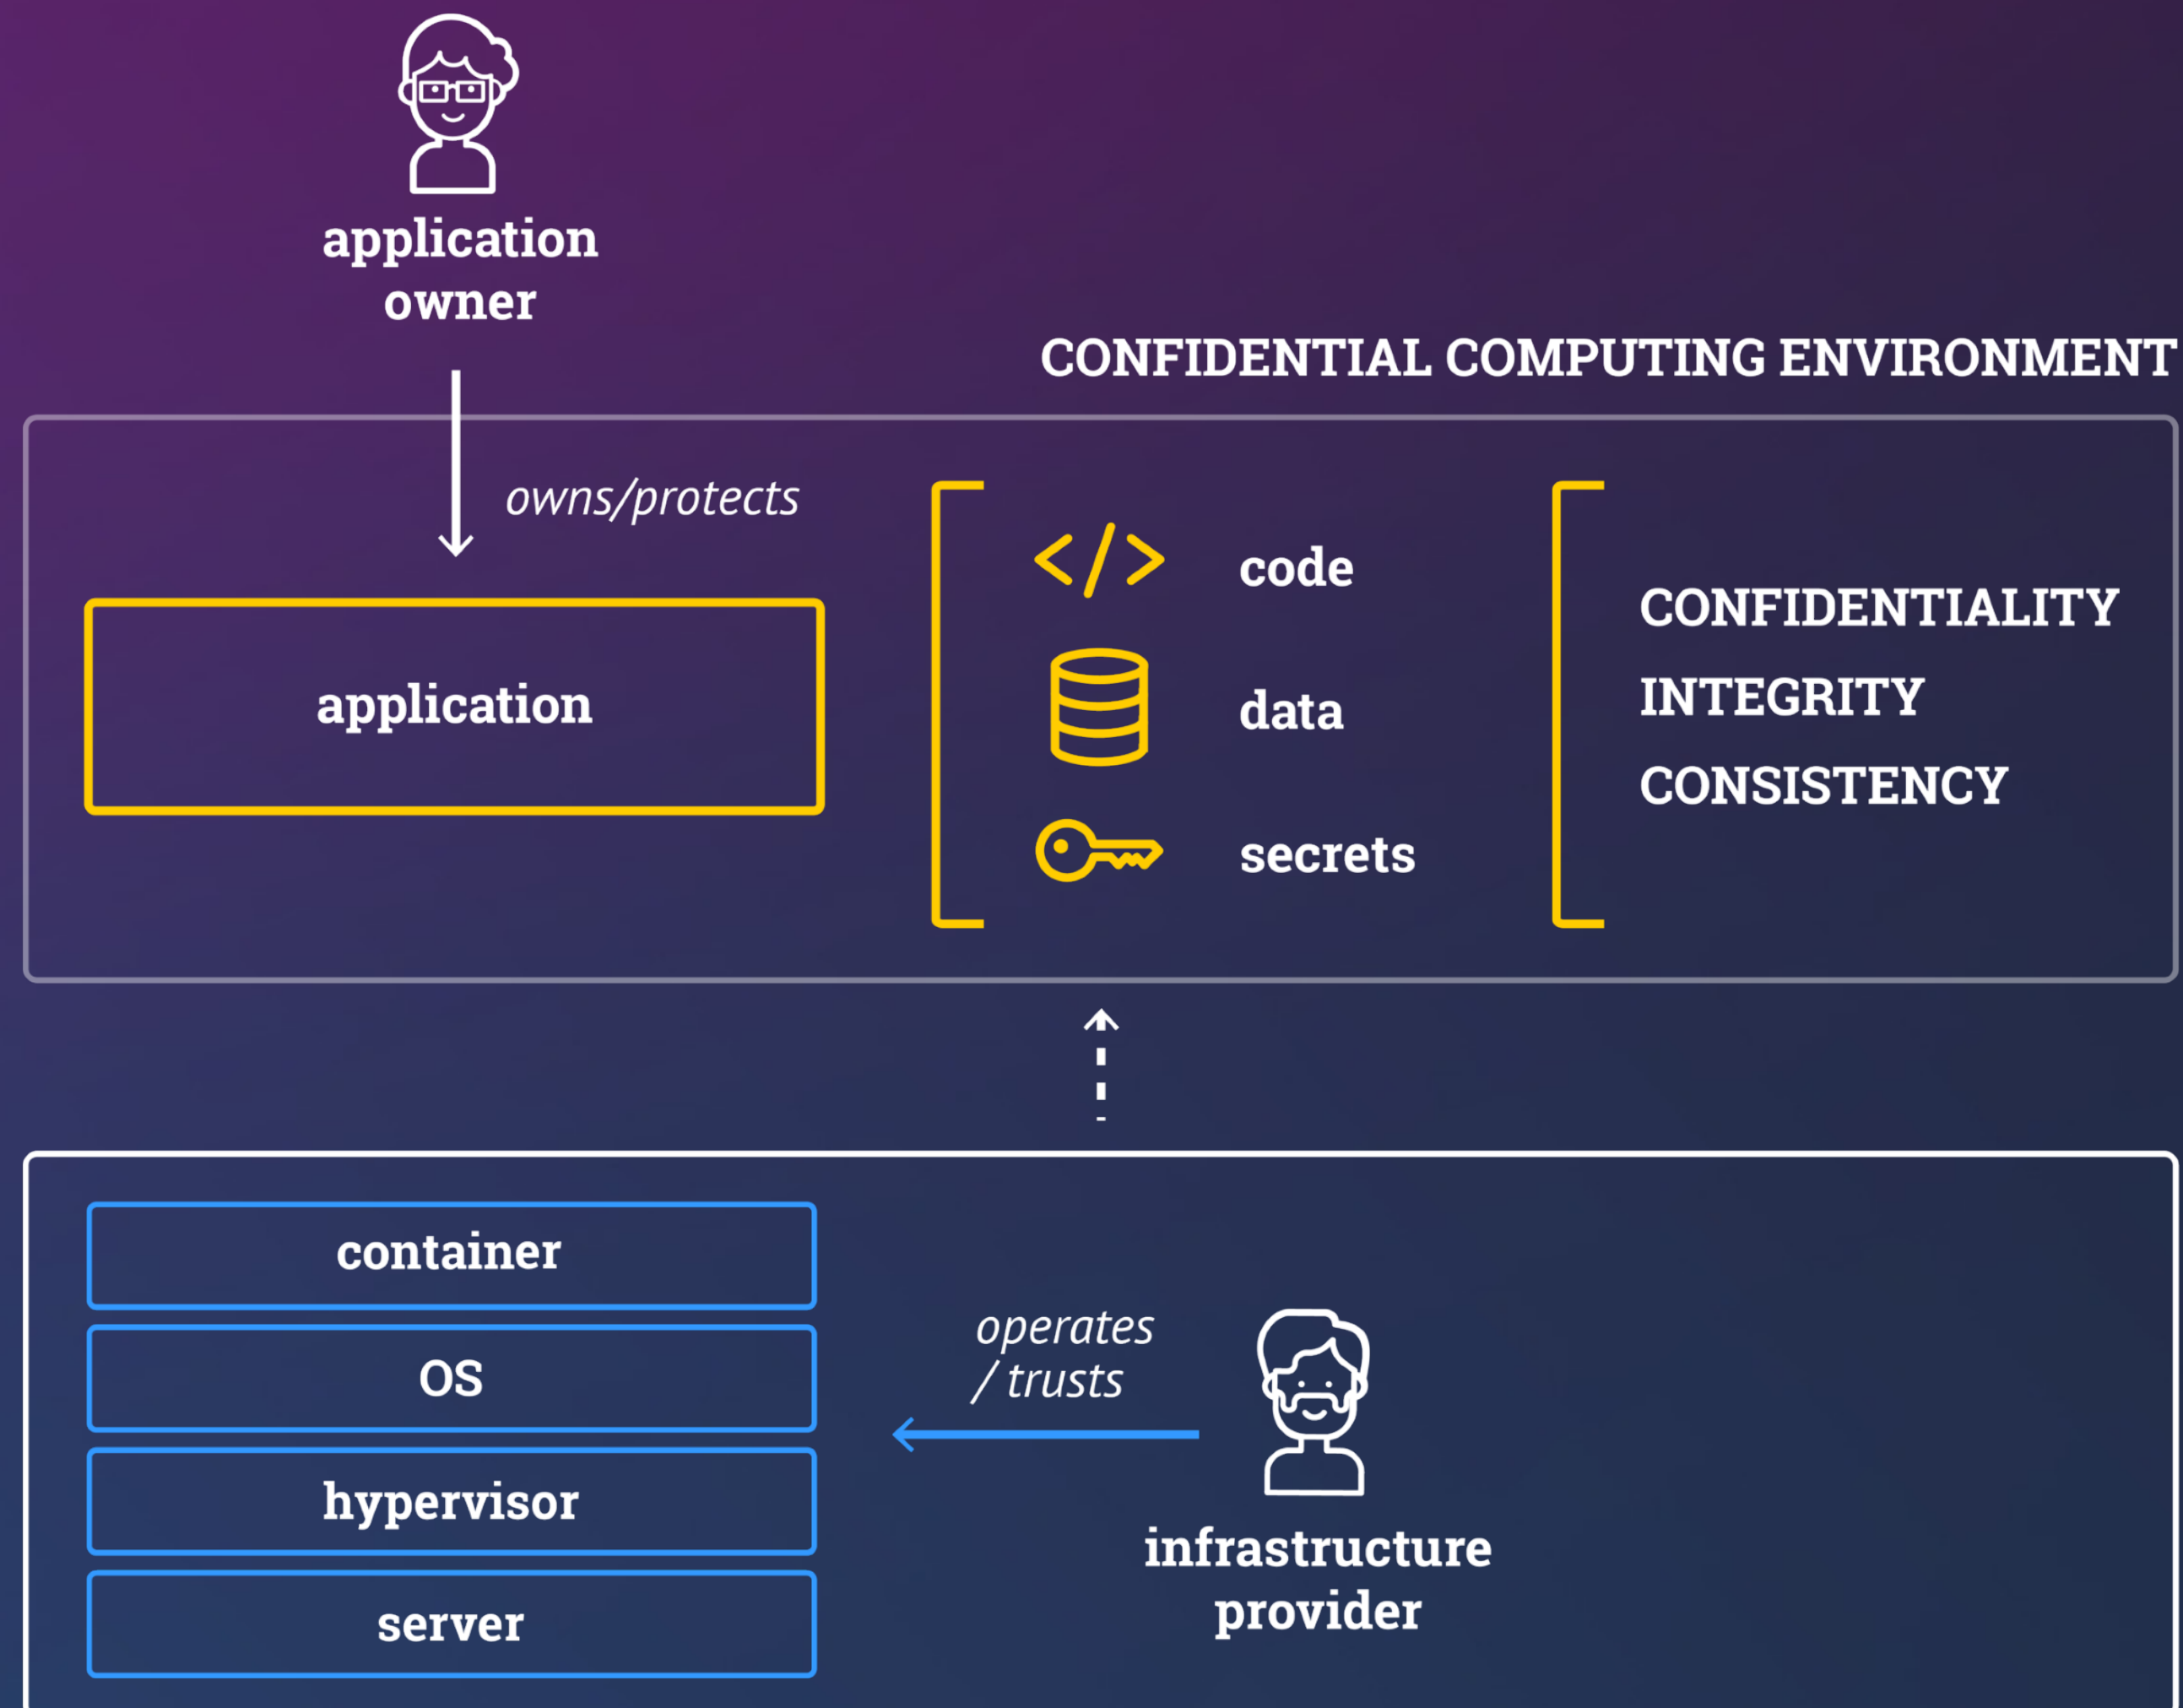 application
owner
CONFIDENTIAL COMPUTING ENVIRONMENT
owns/protects
application
</>
code
data
secrets
CONFIDENTIALITY
INTEGRITY
CONSISTENCY
container
OS
hypervisor
server
operates
/ trusts
infrastructure
provider